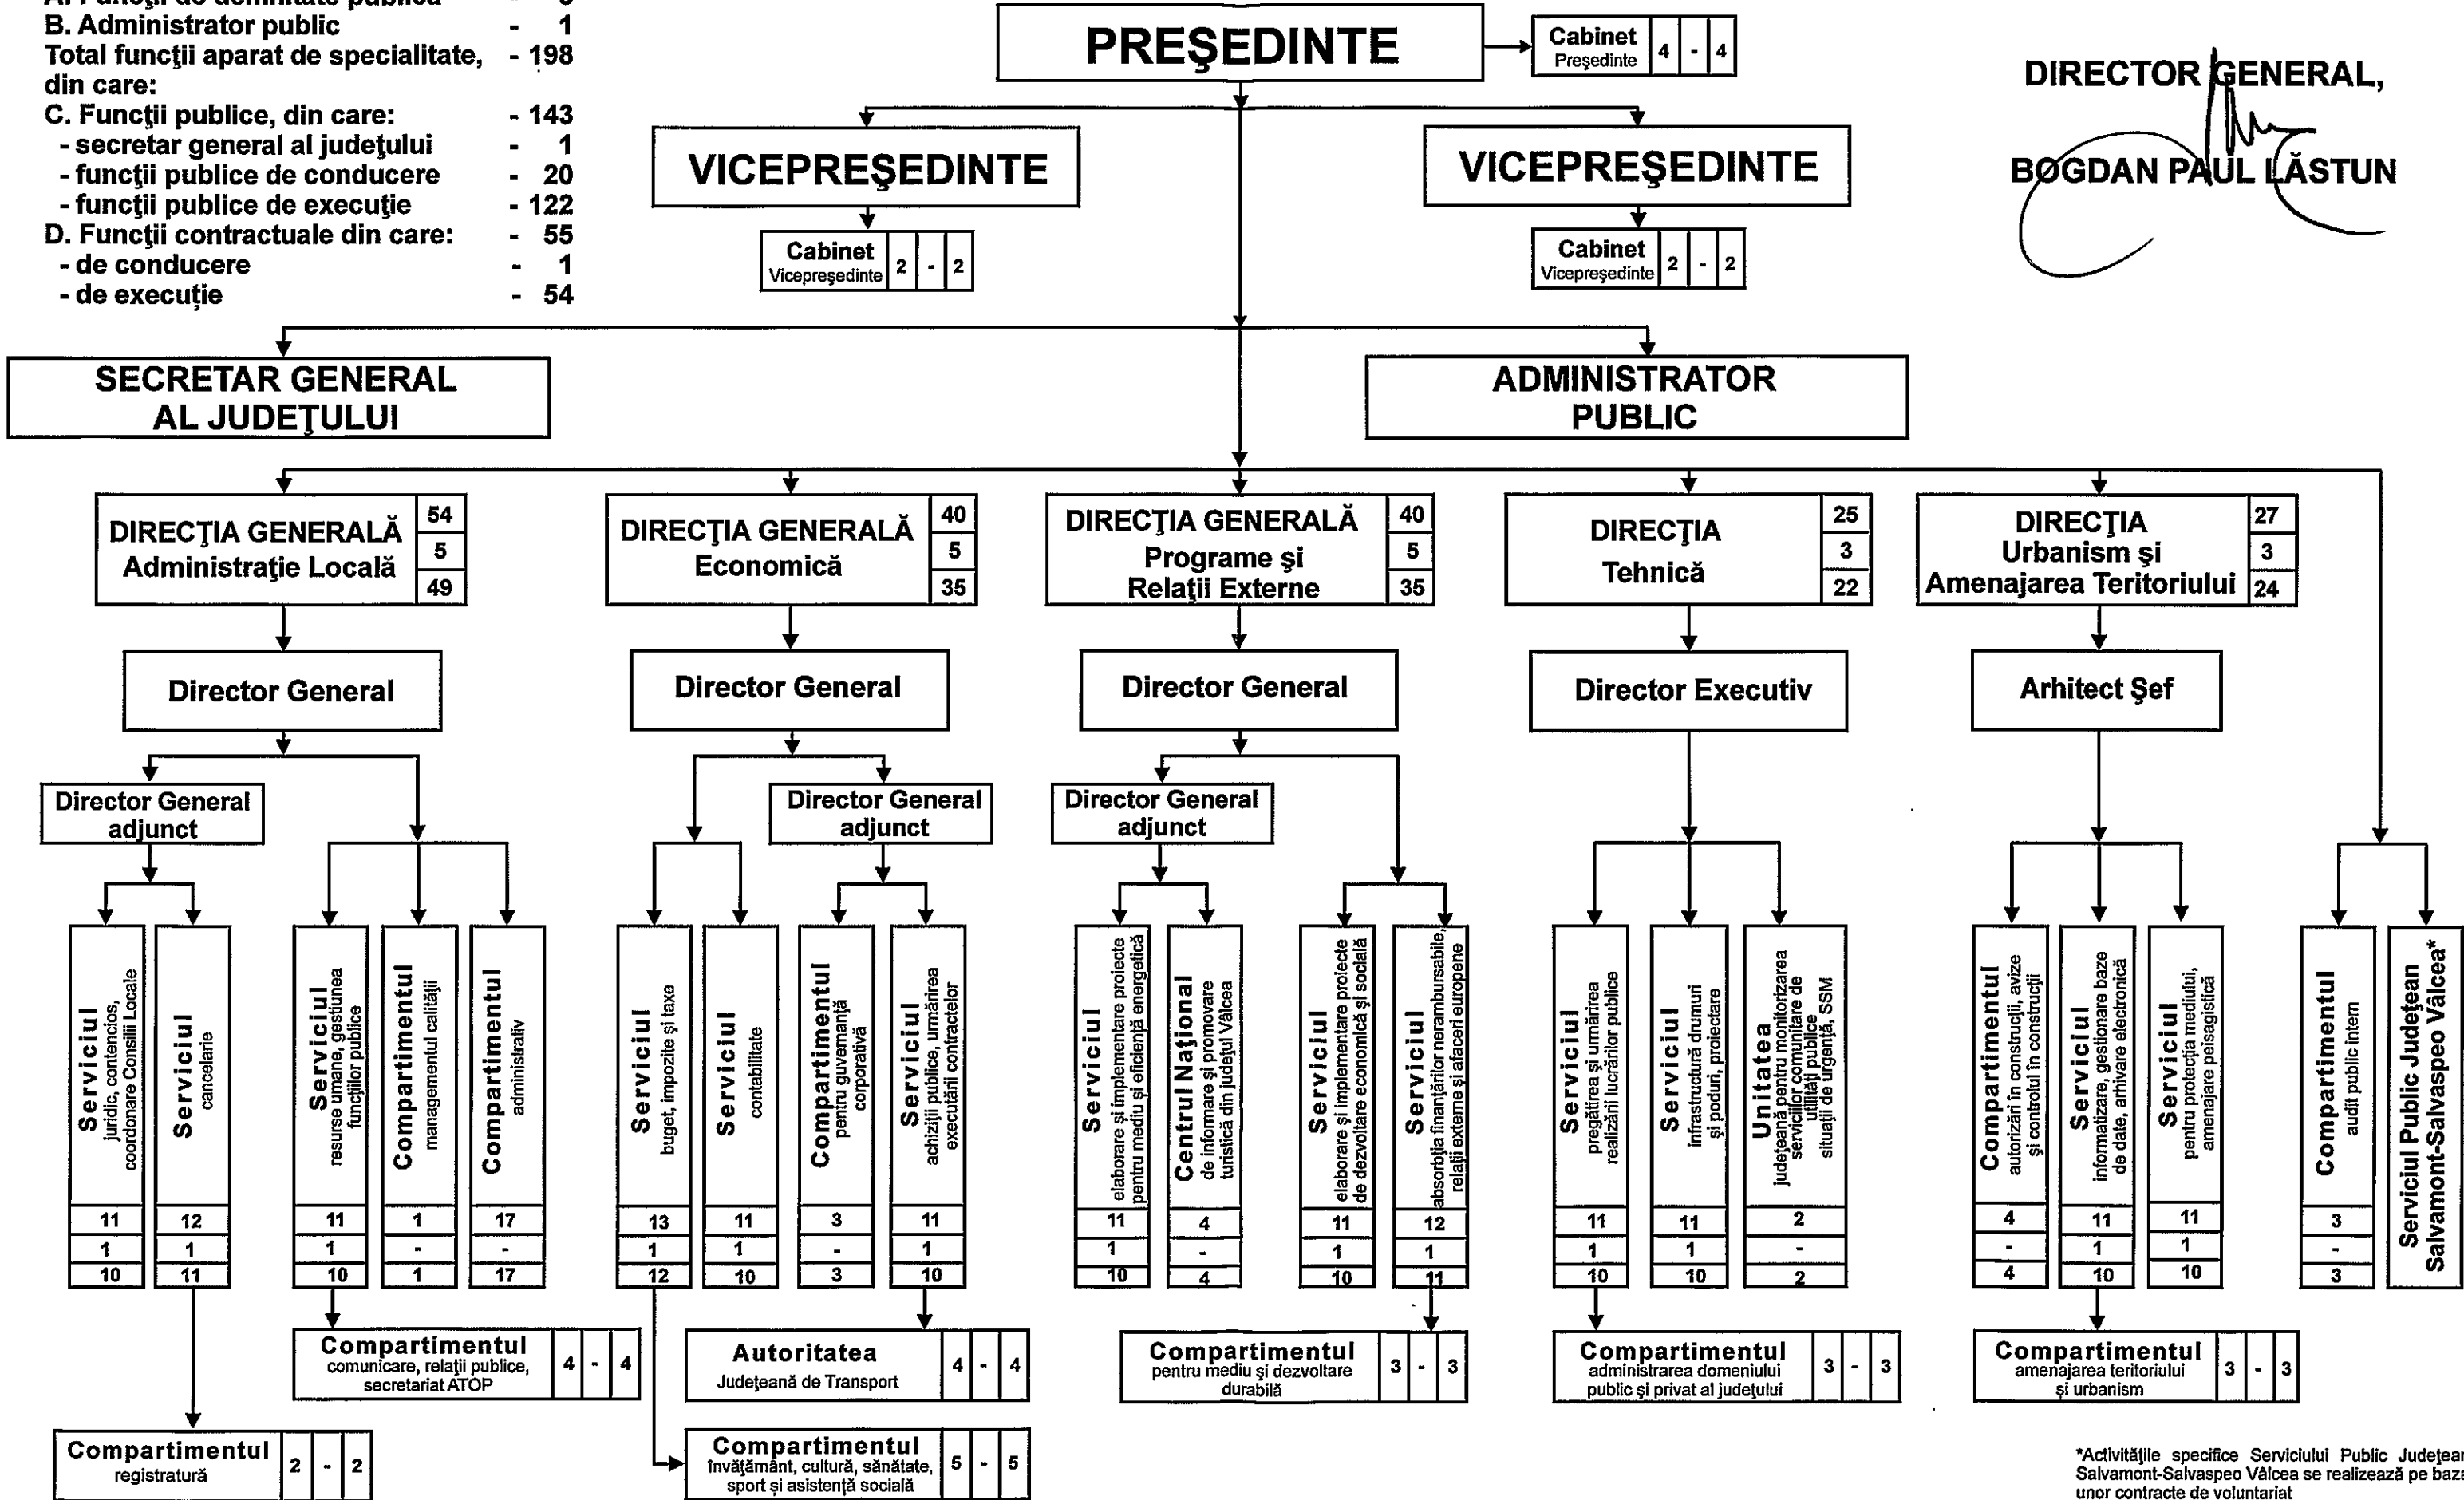 B. Administrator public - 1
Total funcţii aparat de specialitate, - 198
din care:
C. Funcţii publice, din care: - 143
- secretar general al judeţului - 1
- funcţii publice de conducere - 20
- funcţii publice de execuţie - 122
D. Funcţii contractuale din care: - 55
- de conducere - 1
- de execuție - 54
PREŞEDINTE
Cabinet
Preşedinte
4 - 4
DIRECTOR GENERAL,
BOGDAN PAUL LĂSTUN
VICEPREŞEDINTE
VICEPREŞEDINTE
Cabinet
Vicepreşedinte
2 - 2
Cabinet
Vicepreşedinte
2 - 2
SECRETAR GENERAL
AL JUDEŢULUI
ADMINISTRATOR
PUBLIC
DIRECŢIA GENERALĂ
Administraţie Locală
54
5
49
DIRECŢIA GENERALĂ
Economică
40
5
35
DIRECŢIA GENERALĂ
Programe şi
Relaţii Externe
40
5
35
DIRECŢIA
Tehnică
25
3
22
DIRECŢIA
Urbanism şi
Amenajarea Teritoriului
27
3
24
Director General
Director General
Director General
Director Executiv
Arhitect Şef
Director General
adjunct
Director General
adjunct
Director General
adjunct
Serviciul
juridic, contencios,
coordonare Consilii Locale
11
1
10
Serviciul
cancelarie
12
1
11
Serviciul
resurse umane, gestiunea
funcţiilor publice
11
1
10
Compartimentul
managementul calităţii
1
-
1
Compartimentul
administrativ
17
-
17
Serviciul
buget, impozite şi taxe
13
1
12
Serviciul
contabilitate
11
1
10
Compartimentul
pentru guvernanţă
corporativă
3
-
3
Serviciul
achiziţii publice, urmărirea
executării contractelor
11
1
10
Serviciul
elaborare şi implementare proiecte
pentru mediu şi eficienţă energetică
11
1
10
Centrul Naţional
de informare şi promovare
turistică din judeţul Vâlcea
4
-
4
Serviciul
elaborare şi implementare proiecte
de dezvoltare economică şi socială
11
1
10
Serviciul
absorbţia finanţărilor nerambursabile,
relaţii externe şi afaceri europene
12
1
11
Serviciul
pregătirea şi urmărirea
realizării lucrărilor publice
11
1
10
Serviciul
infrastructură drumuri
şi poduri, proiectare
11
1
10
Unitatea
judeţeană pentru monitorizarea
serviciilor comunitare de
utilităţi publice
situaţii de urgenţă, SSM
2
-
2
Compartimentul
autorizări în construcţii, avize
şi controlul în construcţii
4
-
4
Serviciul
informatizare, gestionare baze
de date, arhivare electronică
11
1
10
Serviciul
pentru protecţia mediului,
amenajare peisagistică
11
1
10
Compartimentul
audit public intern
3
-
3
Serviciul Public Judeţean
Salvamont-Salvaspeo Vâlcea*
Compartimentul
comunicare, relaţii publice,
secretariat ATOP
4 - 4
Autoritatea
Judeţeană de Transport
4 - 4
Compartimentul
pentru mediu şi dezvoltare
durabilă
3 - 3
Compartimentul
administrarea domeniului
public şi privat al judeţului
3 - 3
Compartimentul
amenajarea teritoriului
și urbanism
3 - 3
Compartimentul
registratură
2 - 2
Compartimentul
învăţământ, cultură, sănătate,
sport și asistenţă socială
5 - 5
*Activităţile specifice Serviciului Public Judeţean
Salvamont-Salvaspeo Vâlcea se realizează pe baza
unor contracte de voluntariat